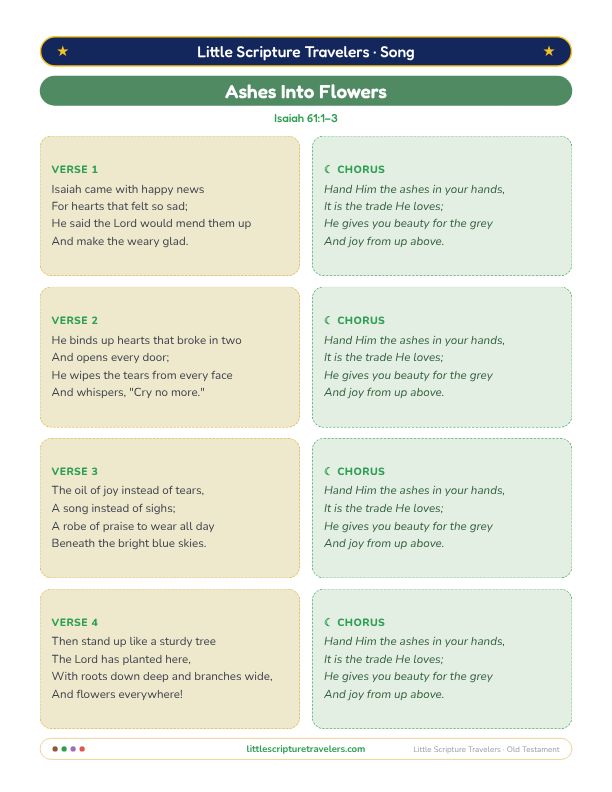 ★ Little Scripture Travelers · Song ★
Ashes Into Flowers
Isaiah 61:1–3
VERSE 1
Isaiah came with happy news
For hearts that felt so sad;
He said the Lord would mend them up
And make the weary glad.
☾ CHORUS
Hand Him the ashes in your hands,
It is the trade He loves;
He gives you beauty for the grey
And joy from up above.
VERSE 2
He binds up hearts that broke in two
And opens every door;
He wipes the tears from every face
And whispers, "Cry no more."
☾ CHORUS
Hand Him the ashes in your hands,
It is the trade He loves;
He gives you beauty for the grey
And joy from up above.
VERSE 3
The oil of joy instead of tears,
A song instead of sighs;
A robe of praise to wear all day
Beneath the bright blue skies.
☾ CHORUS
Hand Him the ashes in your hands,
It is the trade He loves;
He gives you beauty for the grey
And joy from up above.
VERSE 4
Then stand up like a sturdy tree
The Lord has planted here,
With roots down deep and branches wide,
And flowers everywhere!
☾ CHORUS
Hand Him the ashes in your hands,
It is the trade He loves;
He gives you beauty for the grey
And joy from up above.
littlescripturetravelers.com
Little Scripture Travelers · Old Testament